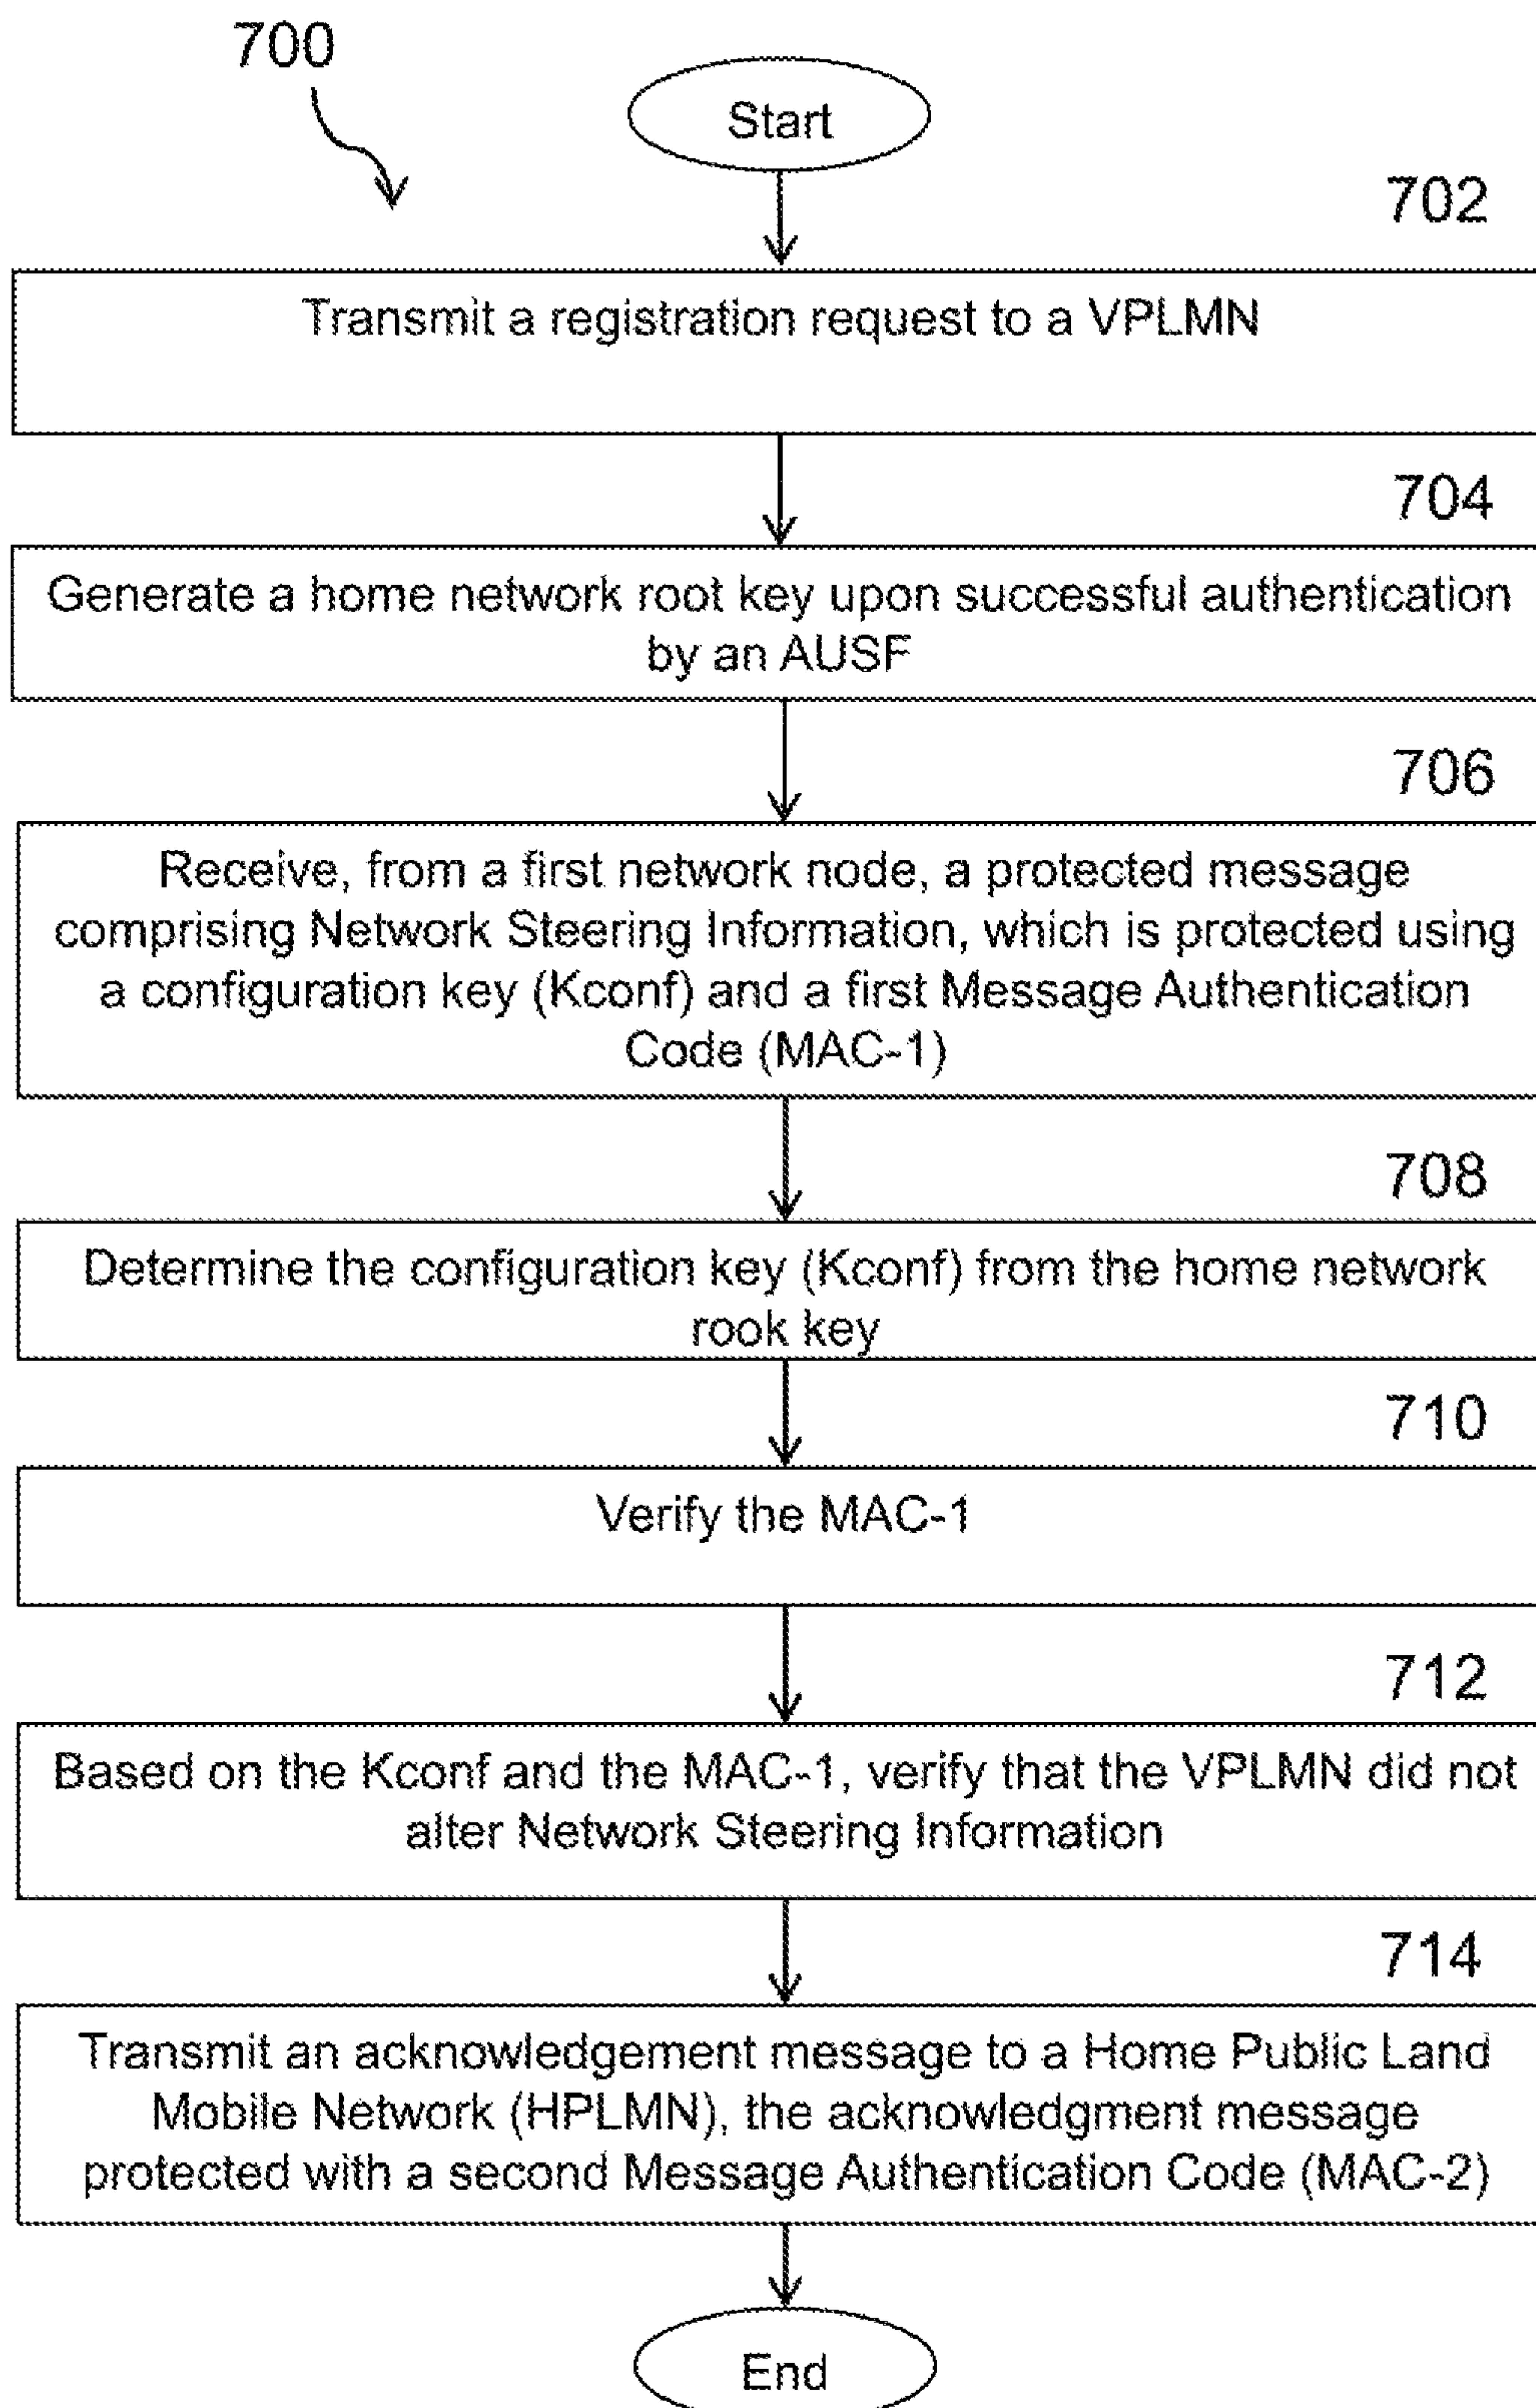 700
Start
702
Transmit a registration request to a VPLMN
704
Generate a home network root key upon successful authentication
by an AUSF
706
Receive, from a first network node, a protected message
comprising Network Steering Information, which is protected using
a configuration key (Kconf) and a first Message Authentication
Code (MAC-1)
708
Determine the configuration key (Kconf) from the home network
rook key
710
Verify the MAC-1
712
Based on the Kconf and the MAC-1, verify that the VPLMN did not
alter Network Steering Information
714
Transmit an acknowledgement message to a Home Public Land
Mobile Network (HPLMN), the acknowledgment message
protected with a second Message Authentication Code (MAC-2)
End